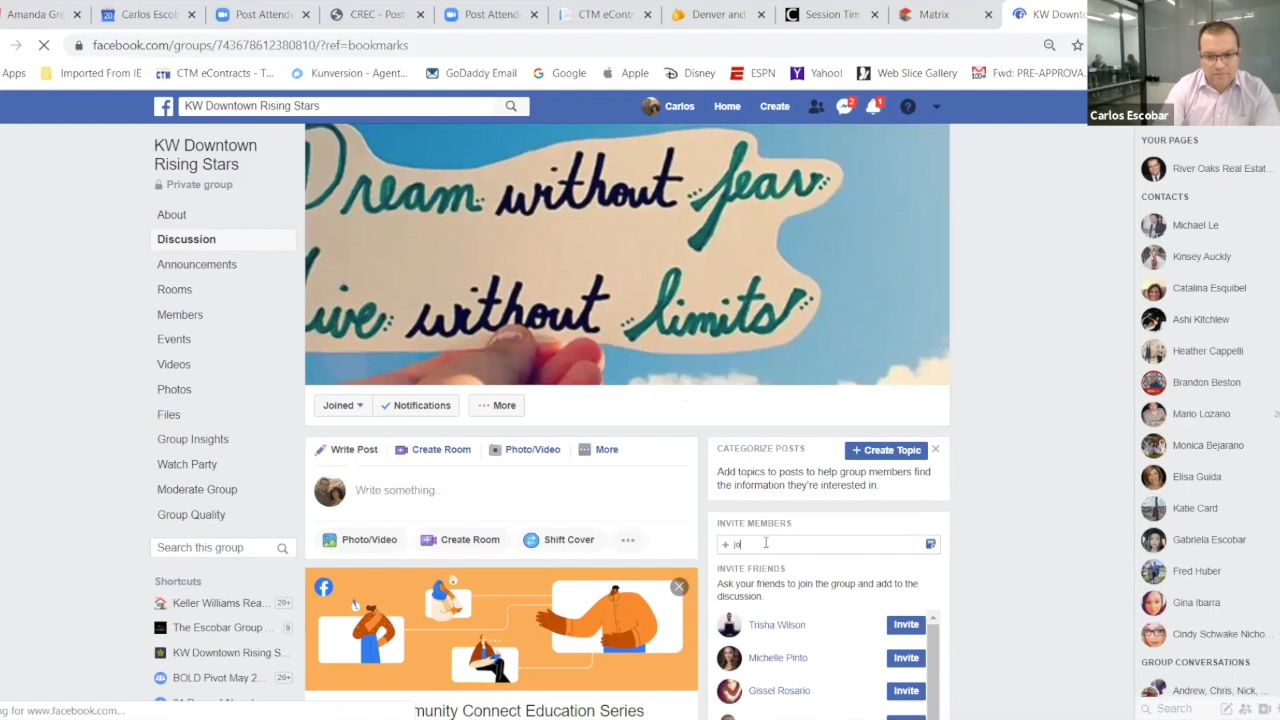 Amanda Gr
Carlos Escot
Post Attend
CREC - Post
Post Attend
CTM eContr
Denver and
Session Tim
Matrix
KW Downto
facebook.com/groups/743678612380810/?ref=bookmarks
Apps
Imported From IE
CTM eContracts - T...
Kunversion - Agent...
GoDaddy Email
Google
Apple
Disney
ESPN
Yahoo!
Web Slice Gallery
Fwd: PRE-APPROVA
KW Downtown Rising Stars
Carlos
Home
Create
2
1
Carlos Escobar
KW Downtown
Rising Stars
Private group
About
Discussion
Announcements
Rooms
Members
Events
Videos
Photos
Files
Group Insights
Watch Party
Moderate Group
Group Quality
Search this group
Shortcuts
Keller Williams Rea... 20+
The Escobar Group ... 9
KW Downtown Rising S...
BOLD Pivot May 2... 20+
Dream without fear
live without limits
Joined
Notifications
More
Write Post
Create Room
Photo/Video
More
Write something...
Photo/Video
Create Room
Shift Cover
munity Connect Education Series
CATEGORIZE POSTS
+ Create Topic
Add topics to posts to help group members find
the information they're interested in.
INVITE MEMBERS
+ jo
INVITE FRIENDS
Ask your friends to join the group and add to the
discussion.
Trisha Wilson Invite
Michelle Pinto Invite
Gissel Rosario Invite
YOUR PAGES
River Oaks Real Estat...
CONTACTS
Michael Le
Kinsey Auckly
Catalina Esquibel
Ashi Kitchlew
Heather Cappelli
Brandon Beston
Mario Lozano
Monica Bejarano
Elisa Guida
Katie Card
Gabriela Escobar
Fred Huber
Gina Ibarra
Cindy Schwake Nicho...
GROUP CONVERSATIONS
Andrew, Chris, Nick, ...
Search
g for www.facebook.com...